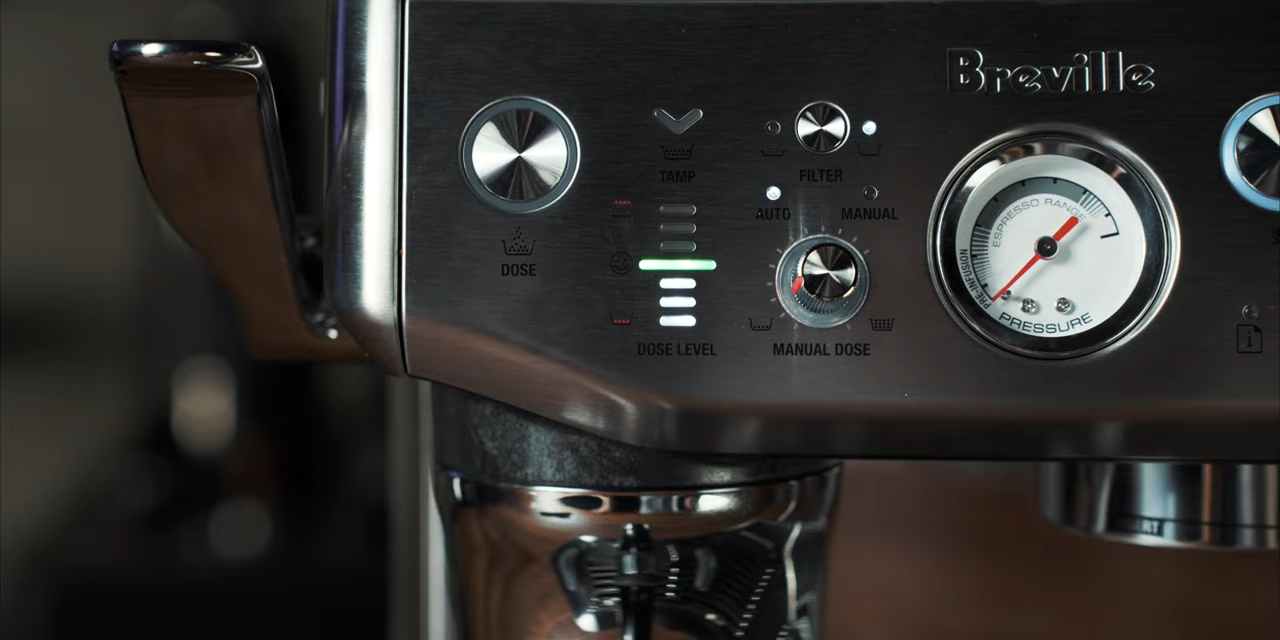 Breville
TAMP
FILTER
AUTO
MANUAL
DOSE
DOSE LEVEL
MANUAL DOSE
ESPRESSO RANGE
PRE-INFUSION
PRESSURE
i